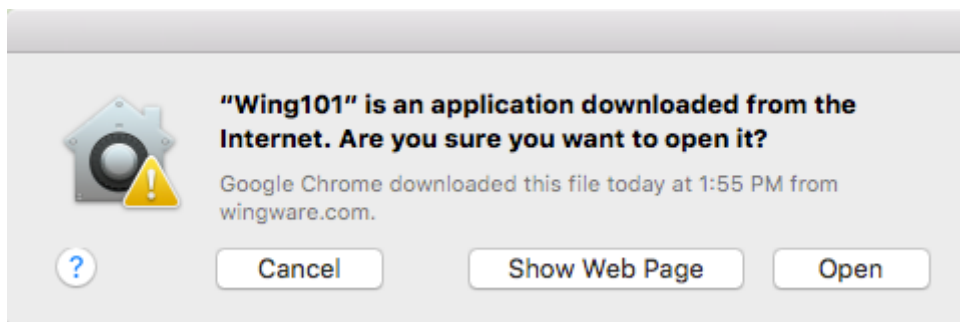 “Wing101” is an application downloaded from the
Internet. Are you sure you want to open it?
Google Chrome downloaded this file today at 1:55 PM from
wingware.com.
?
Cancel
Show Web Page
Open